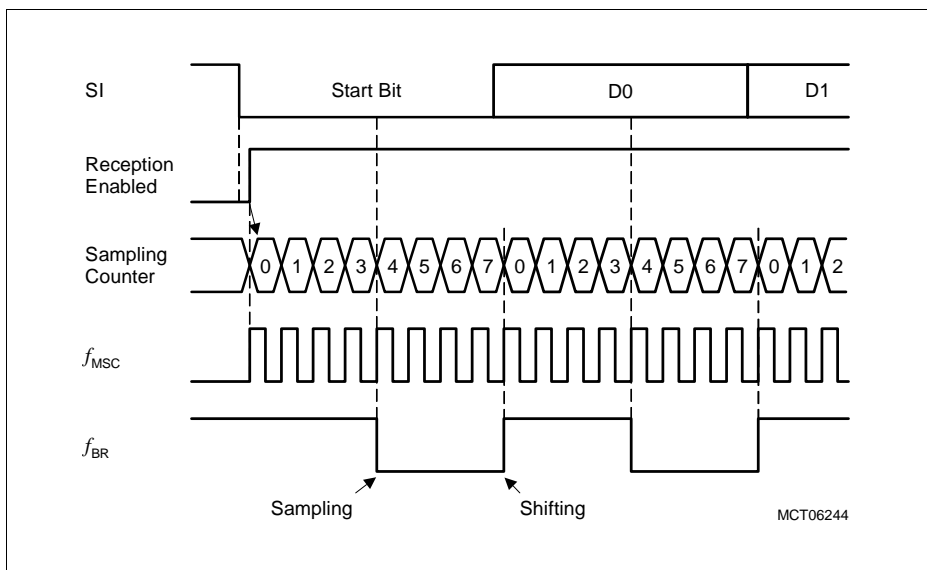 SI Start Bit D0 D1
Reception
Enabled
Sampling
Counter
0 1 2 3 4 5 6 7 0 1 2 3 4 5 6 7 0 1 2
fMSC
fBR
Sampling Shifting
MCT06244